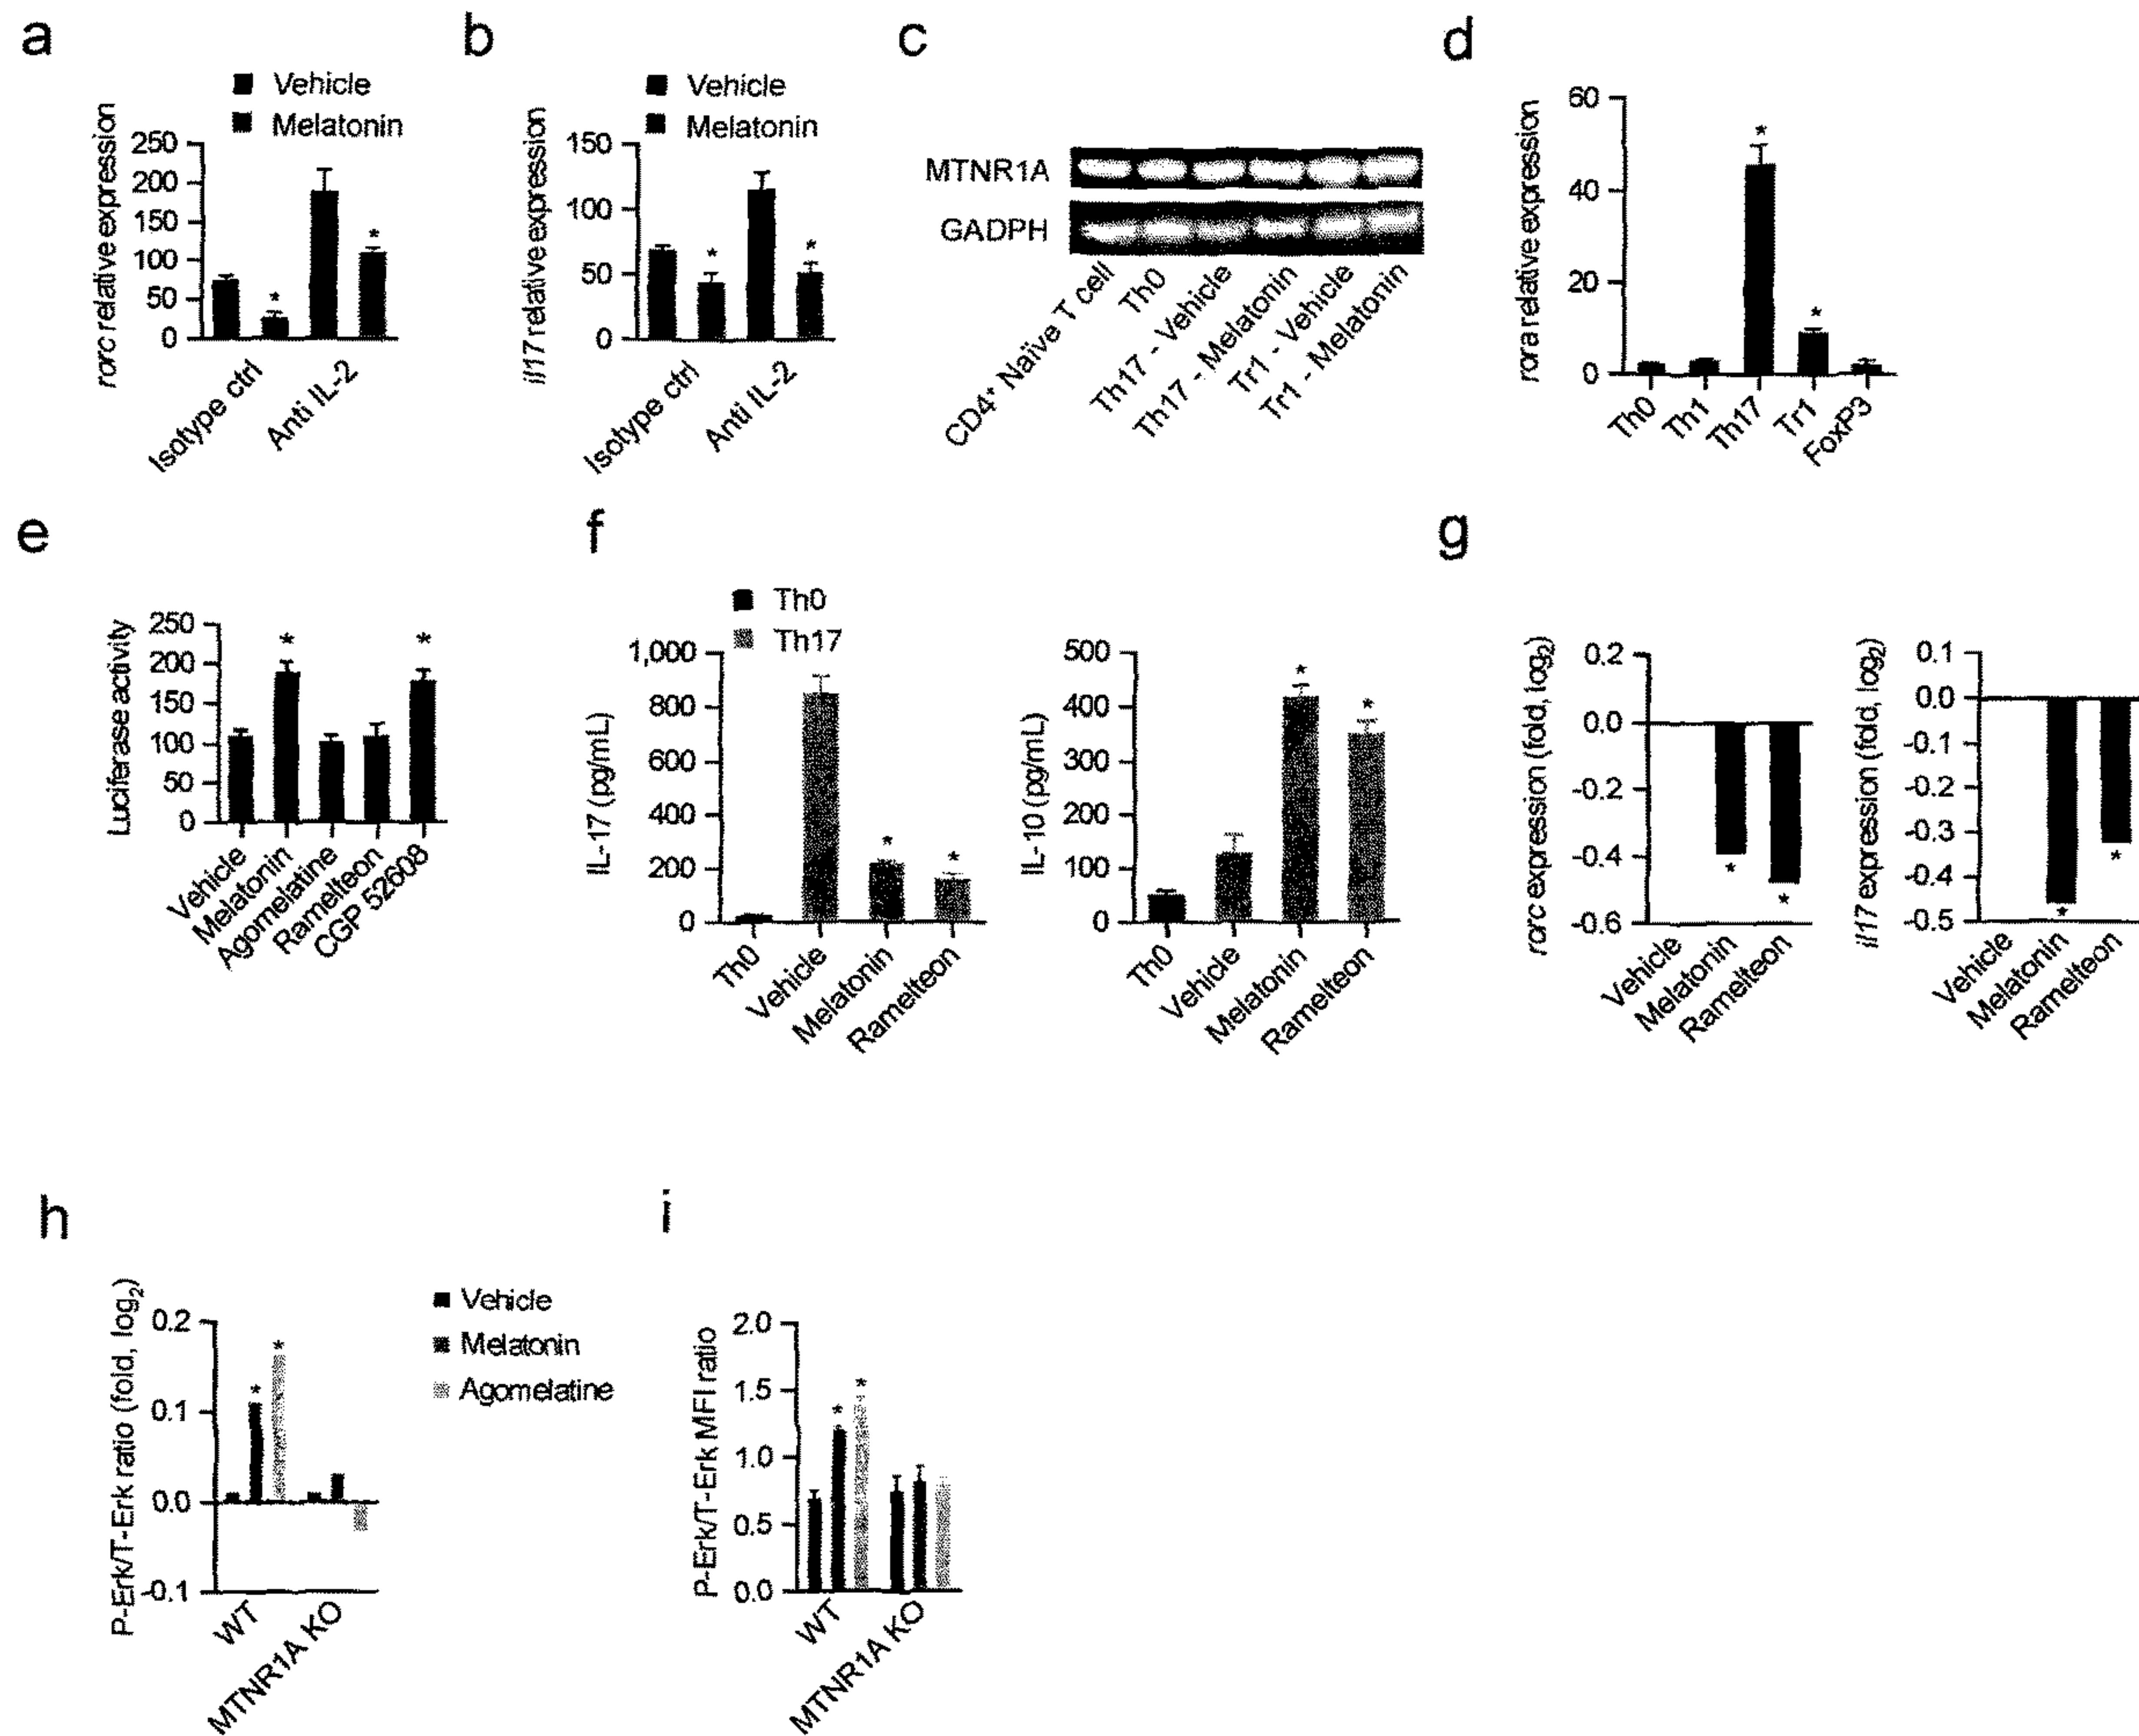 a
Vehicle
Melatonin
rorc relative expression
250
200
150
100
50
0
*
*
Isotype ctrl
Anti IL-2
b
Vehicle
Melatonin
il17 relative expression
150
100
50
0
*
*
Isotype ctrl
Anti IL-2
c
MTNR1A
GADPH
CD4+ Naïve T cell
Th0
Th17 - Vehicle
Th17 - Melatonin
Tr1 - Vehicle
Tr1 - Melatonin
d
rora relative expression
60
40
20
0
*
*
Th0
Th1
Th17
Tr1
FoxP3
e
Luciferase activity
250
200
150
100
50
0
*
*
Vehicle
Melatonin
Agomelatine
Ramelteon
CGP 52608
f
Th0
Th17
IL-17 (pg/mL)
1,000
800
600
400
200
0
*
*
Th0
Vehicle
Melatonin
Ramelteon
IL-10 (pg/mL)
500
400
300
200
100
0
*
*
Th0
Vehicle
Melatonin
Ramelteon
g
rorc expression (fold, log2)
0.2
0.0
-0.2
-0.4
-0.6
*
*
Vehicle
Melatonin
Ramelteon
il17 expression (fold, log2)
0.1
0.0
-0.1
-0.2
-0.3
-0.4
-0.5
*
*
Vehicle
Melatonin
Ramelteon
h
P-Erk/T-Erk ratio (fold, log2)
0.2
0.1
0.0
-0.1
*
*
WT
MTNR1A KO
Vehicle
Melatonin
Agomelatine
i
P-Erk/T-Erk MFI ratio
2.0
1.5
1.0
0.5
0.0
*
*
WT
MTNR1A KO